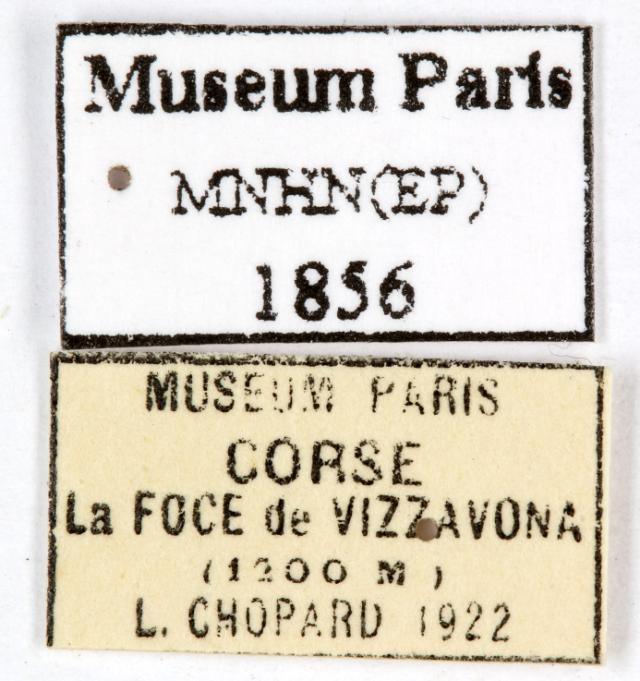 Museum Paris
MNHN(EP)
1856
MUSEUM PARIS
CORSE
La FOCE de VIZZAVONA
(1200 M)
L. CHOPARD 1922